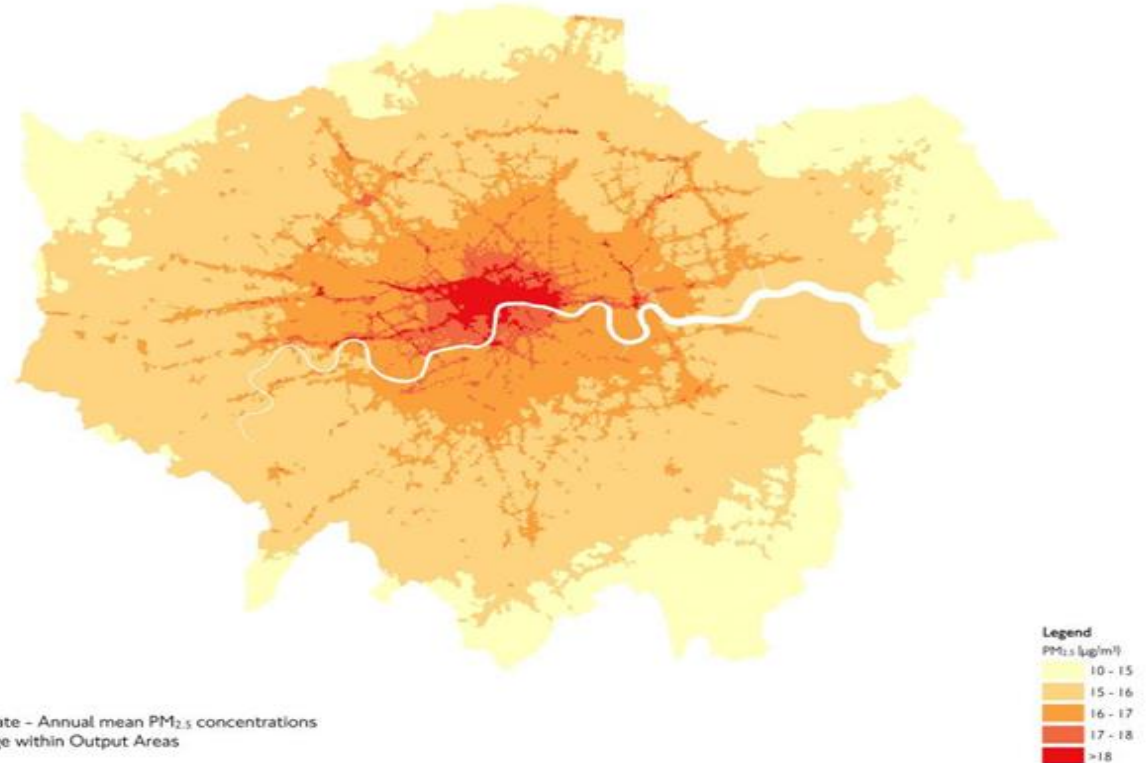 ate - Annual mean PM2.5 concentrations
ge within Output Areas
Legend
PM2.5 (µg/m³)
10 - 15
15 - 16
16 - 17
17 - 18
>18